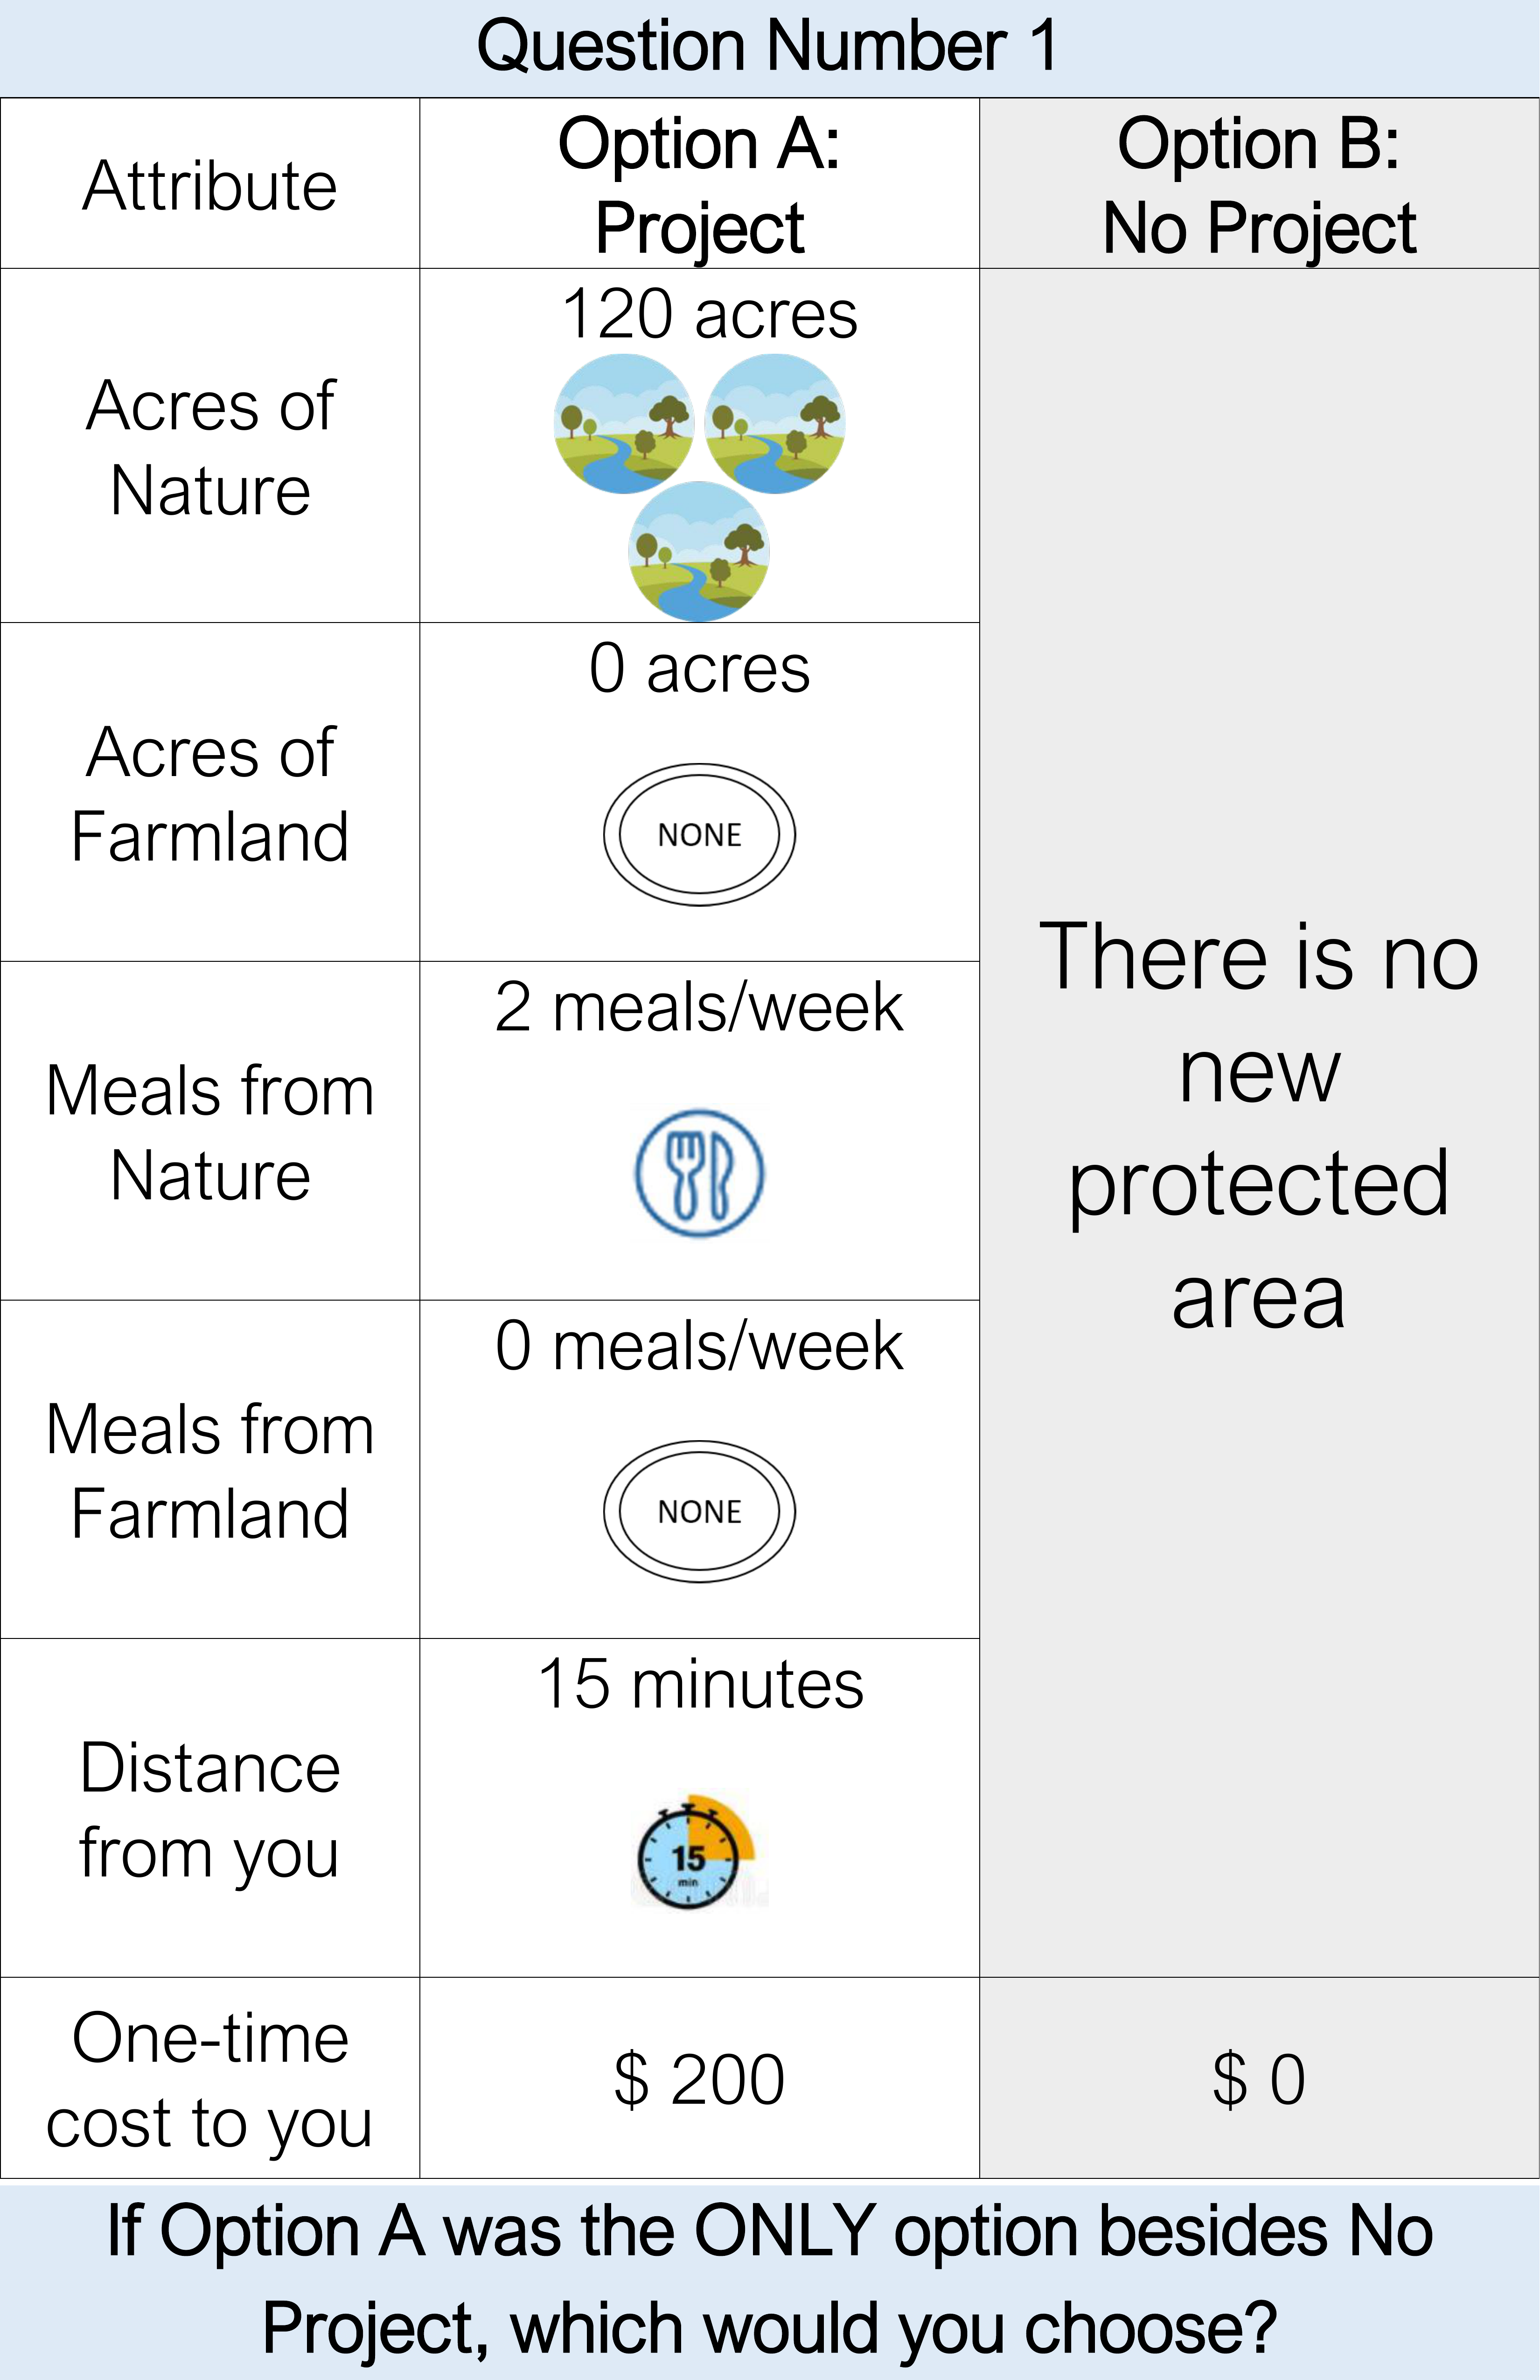 Question Number 1
Attribute
Option A:
Project
Option B:
No Project
Acres of
Nature
120 acres
Acres of
Farmland
0 acres
NONE
Meals from
Nature
2 meals/week
Meals from
Farmland
0 meals/week
NONE
Distance
from you
15 minutes
15
min
There is no
new
protected
area
One-time
cost to you
$ 200
$ 0
If Option A was the ONLY option besides No
Project, which would you choose?